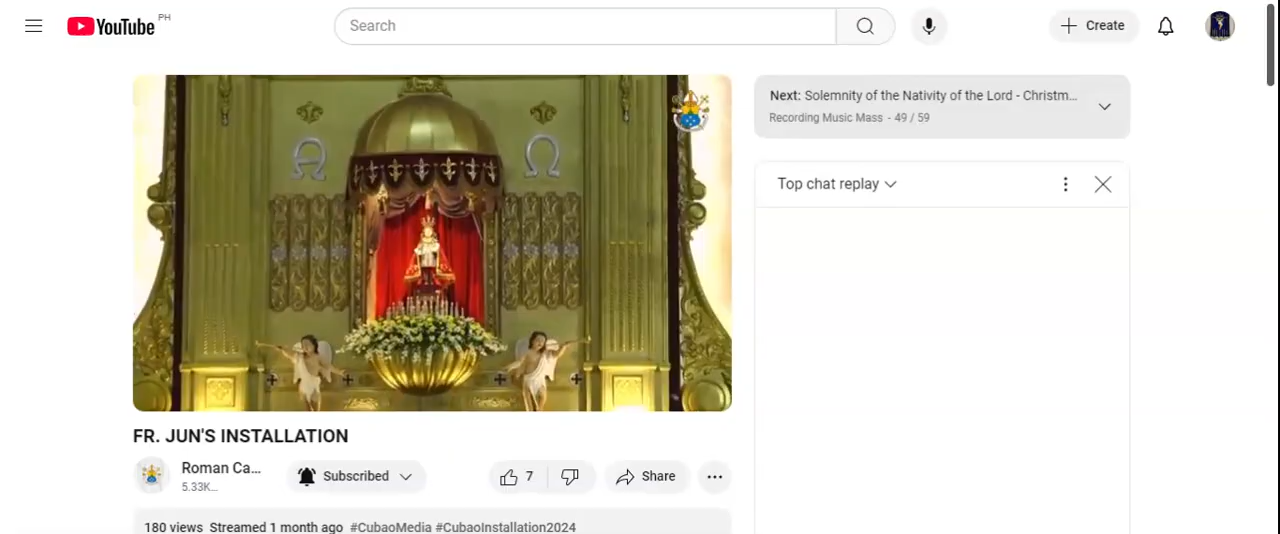 YouTube PH
Search
Create
Next: Solemnity of the Nativity of the Lord - Christm...
Recording Music Mass - 49 / 59
Top chat replay
Α Ω
FR. JUN'S INSTALLATION
Roman Ca...
5.33K...
Subscribed
7
Share
180 views Streamed 1 month ago #CubaoMedia #CubaoInstallation2024